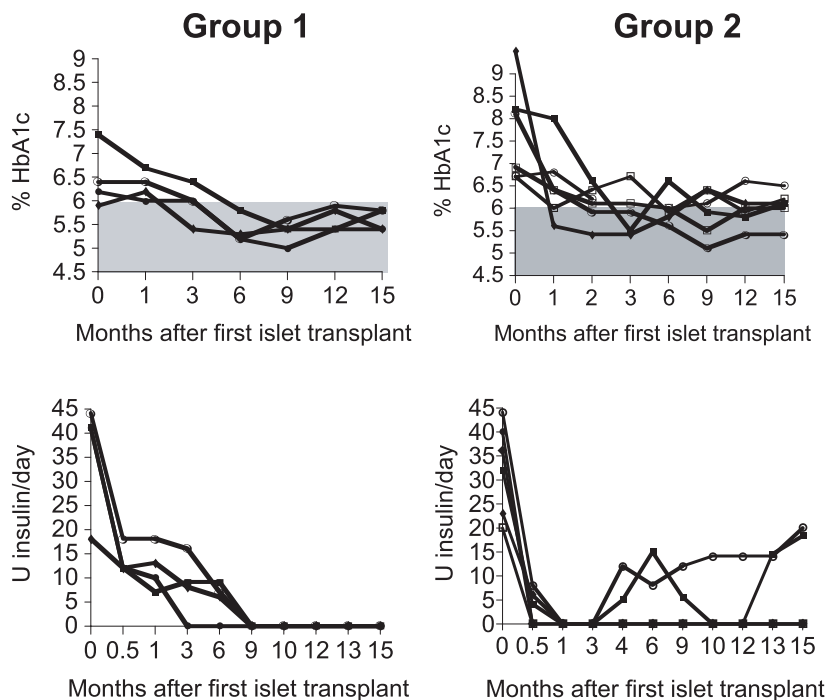 Group 1
Group 2
% HbA1c
9
8.5
8
7.5
7
6.5
6
5.5
5
4.5
0 1 3 6 9 12 15
Months after first islet transplant
% HbA1c
9
8.5
8
7.5
7
6.5
6
5.5
5
4.5
0 1 2 3 6 9 12 15
Months after first islet transplant
U insulin/day
45
40
35
30
25
20
15
10
5
0
0 0.5 1 3 6 9 10 12 13 15
Months after first islet transplant
U insulin/day
45
40
35
30
25
20
15
10
5
0
0 0.5 1 3 4 6 9 10 12 13 15
Months after first islet transplant